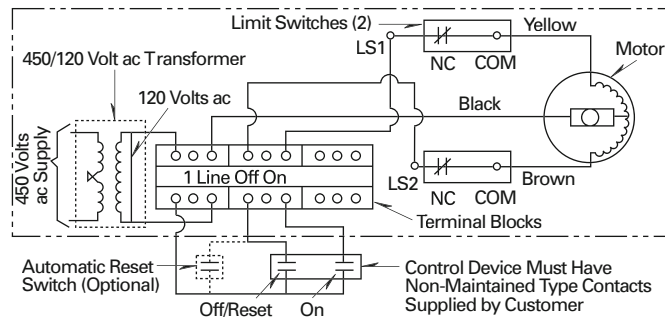 Limit Switches (2)
Yellow
LS1
NC COM
Motor
450/120 Volt ac Transformer
120 Volts ac
Black
450 Volts
ac Supply
1 Line Off On
LS2
NC COM
Brown
Terminal Blocks
Automatic Reset
Switch (Optional)
Off/Reset
On
Control Device Must Have
Non-Maintained Type Contacts
Supplied by Customer